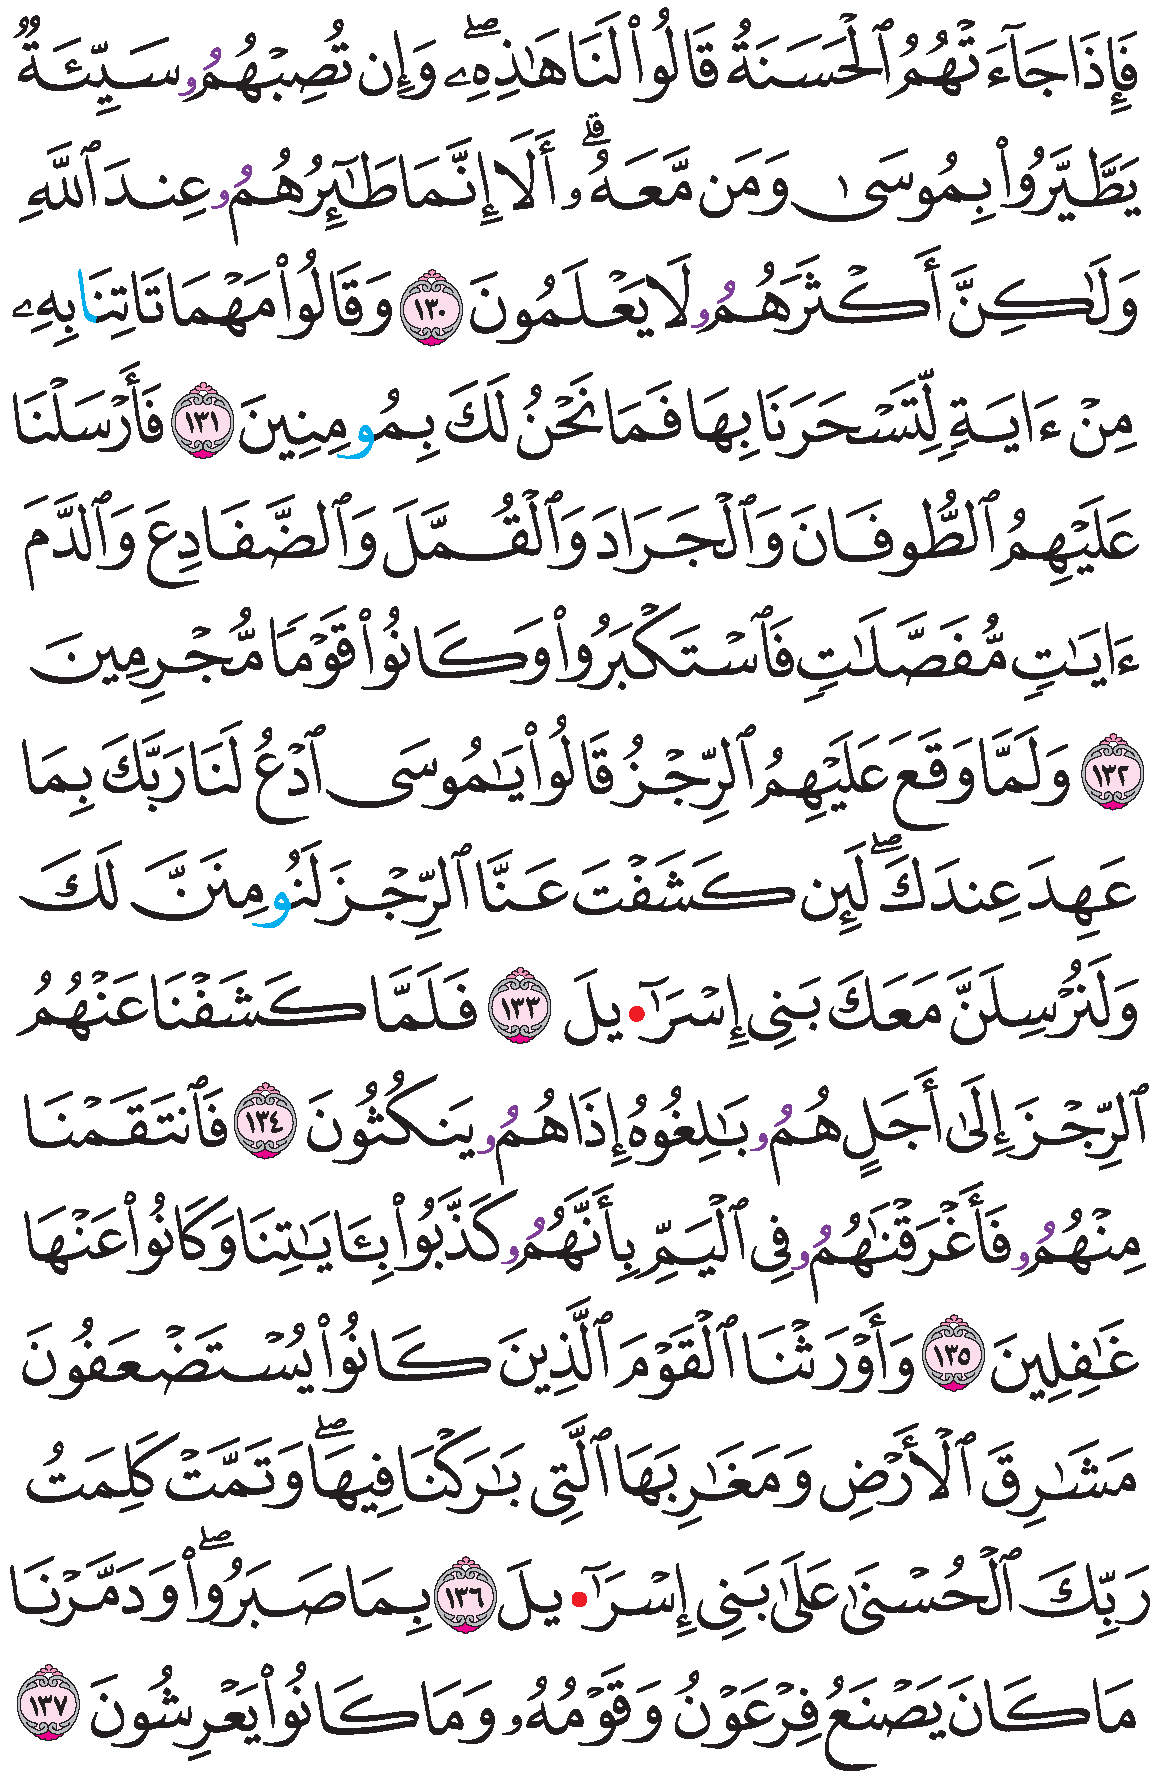 فَإِذَا جَآءَتۡهُمُ ٱلۡحَسَنَةُ قَالُواْ لَنَا هَٰذِهِۦۖ وَإِن تُصِبۡهُمُۥ سَيِّئَةٞ
يَطَّيَّرُواْ بِمُوسَىٰ وَمَن مَّعَهُۥۗ أَلَآ إِنَّمَا طَٰٓئِرُهُمُۥ عِندَ ٱللَّهِ
وَلَٰكِنَّ أَكۡثَرَهُمُۥ لَا يَعۡلَمُونَ ١٣٠ وَقَالُواْ مَهۡمَا تَاتِنَا بِهِۦ
مِنۡ ءَايَةٖ لِّتَسۡحَرَنَا بِهَا فَمَا نَحۡنُ لَكَ بِمُومِنِينَ ١٣١ فَأَرۡسَلۡنَا
عَلَيۡهِمُ ٱلطُّوفَانَ وَٱلۡجَرَادَ وَٱلۡقُمَّلَ وَٱلضَّفَادِعَ وَٱلدَّمَ
ءَايَٰتٖ مُّفَصَّلَٰتٖ فَٱسۡتَكۡبَرُواْ وَكَانُواْ قَوۡمٗا مُّجۡرِمِينَ
١٣٢ وَلَمَّا وَقَعَ عَلَيۡهِمُ ٱلرِّجۡزُ قَالُواْ يَٰمُوسَى ٱدۡعُ لَنَا رَبَّكَ بِمَا
عَهِدَ عِندَكَۖ لَئِن كَشَفۡتَ عَنَّا ٱلرِّجۡزَ لَنُومِنَنَّ لَكَ
وَلَنُرۡسِلَنَّ مَعَكَ بَنِي إِسۡرَٰٓ•يلَ ١٣٣ فَلَمَّا كَشَفۡنَا عَنۡهُمُ
ٱلرِّجۡزَ إِلَىٰ أَجَلٍ هُمُۥ بَٰلِغُوهُ إِذَا هُمُۥ يَنكُثُونَ ١٣٤ فَٱنتَقَمۡنَا
مِنۡهُمُۥ فَأَغۡرَقۡنَٰهُمُۥ فِي ٱلۡيَمِّ بِأَنَّهُمُۥ كَذَّبُواْ بِـَٔايَٰتِنَا وَكَانُواْ عَنۡهَا
غَٰفِلِينَ ١٣٥ وَأَوۡرَثۡنَا ٱلۡقَوۡمَ ٱلَّذِينَ كَانُواْ يُسۡتَضۡعَفُونَ
مَشَٰرِقَ ٱلۡأَرۡضِ وَمَغَٰرِبَهَا ٱلَّتِي بَٰرَكۡنَا فِيهَاۖ وَتَمَّتۡ كَلِمَتُ
رَبِّكَ ٱلۡحُسۡنَىٰ عَلَىٰ بَنِي إِسۡرَٰٓ•يلَ ١٣٦ بِمَا صَبَرُواْۖ وَدَمَّرۡنَا
مَا كَانَ يَصۡنَعُ فِرۡعَوۡنُ وَقَوۡمُهُۥ وَمَا كَانُواْ يَعۡرِشُونَ ١٣٧